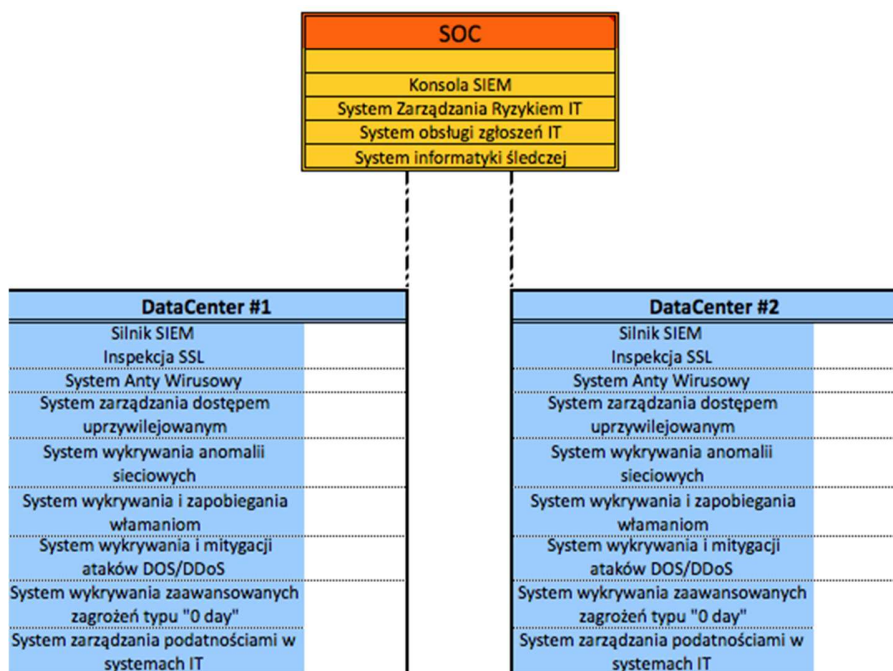 SOC
Konsola SIEM
System Zarządzania Ryzykiem IT
System obsługi zgłoszeń IT
System informatyki śledczej
DataCenter #1
Silnik SIEM
Inspekcja SSL
System Anty Wirusowy
System zarządzania dostępem
uprzywilejowanym
System wykrywania anomalii
sieciowych
System wykrywania i zapobiegania
włamaniom
System wykrywania i mitygacji
ataków DOS/DDoS
System wykrywania zaawansowanych
zagrożeń typu "0 day"
System zarządzania podatnościami w
systemach IT
DataCenter #2
Silnik SIEM
Inspekcja SSL
System Anty Wirusowy
System zarządzania dostępem
uprzywilejowanym
System wykrywania anomalii
sieciowych
System wykrywania i zapobiegania
włamaniom
System wykrywania i mitygacji
ataków DOS/DDoS
System wykrywania zaawansowanych
zagrożeń typu "0 day"
System zarządzania podatnościami w
systemach IT